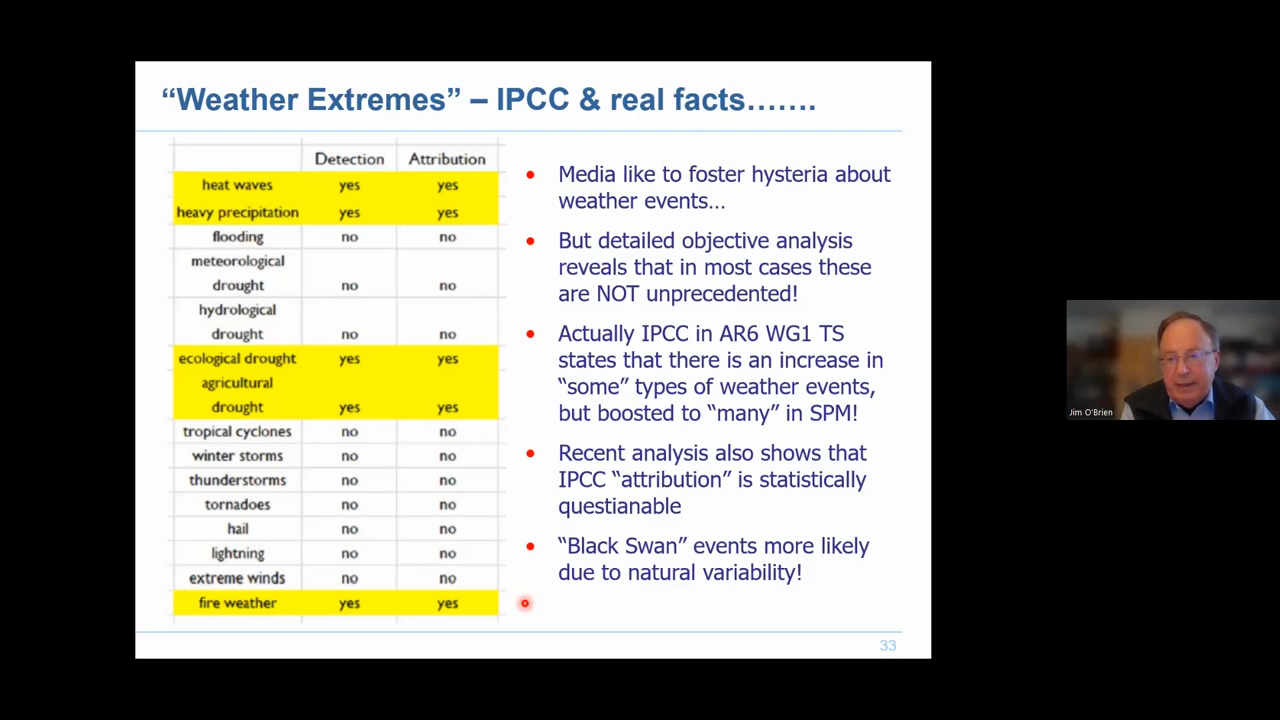 “Weather Extremes” – IPCC & real facts…….
Detection Attribution
heat waves yes yes
heavy precipitation yes yes
flooding no no
meteorological
drought no no
hydrological
drought no no
ecological drought yes yes
agricultural
drought yes yes
tropical cyclones no no
winter storms no no
thunderstorms no no
tornadoes no no
hail no no
lightning no no
extreme winds no no
fire weather yes yes
• Media like to foster hysteria about
weather events…
• But detailed objective analysis
reveals that in most cases these
are NOT unprecedented!
• Actually IPCC in AR6 WG1 TS
states that there is an increase in
“some” types of weather events,
but boosted to “many” in SPM!
• Recent analysis also shows that
IPCC “attribution” is statistically
questianable
• “Black Swan” events more likely
due to natural variability!
33
Jim O'Brien